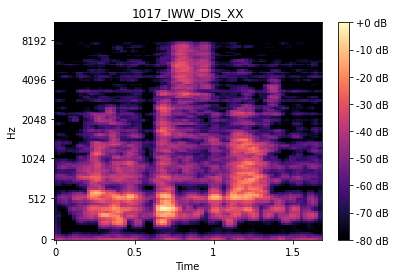 1017_IWW_DIS_XX
8192
4096
2048
1024
512
0
Hz
0
0.5
1
1.5
Time
+0 dB
-10 dB
-20 dB
-30 dB
-40 dB
-50 dB
-60 dB
-70 dB
-80 dB